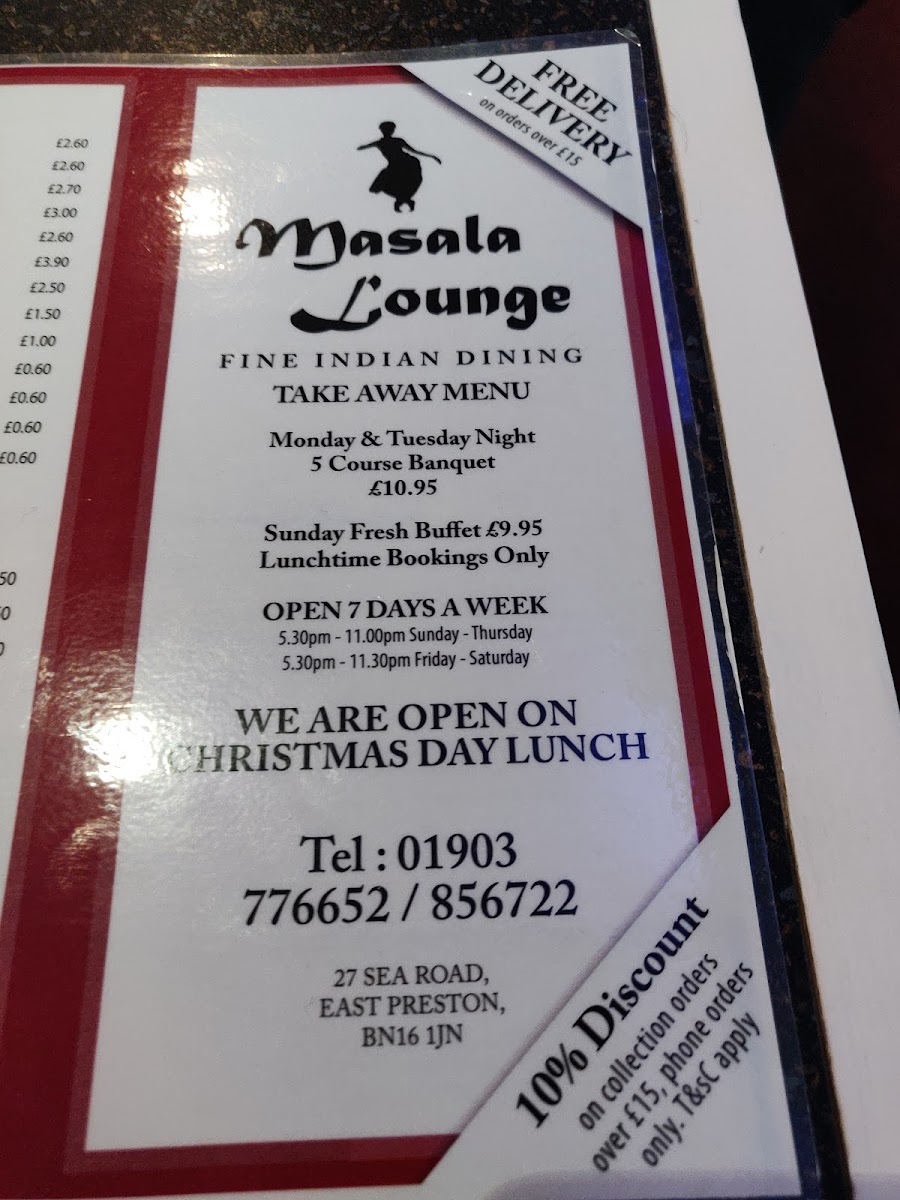 £2.60
£2.60
£2.70
£3.00
£2.60
£3.90
£2.50
£1.50
£1.00
£0.60
£0.60
£0.60
£0.60
50
FREE
DELIVERY
on orders over £15
Masala
Lounge
FINE INDIAN DINING
TAKE AWAY MENU
Monday & Tuesday Night
5 Course Banquet
£10.95
Sunday Fresh Buffet £9.95
Lunchtime Bookings Only
OPEN 7 DAYS A WEEK
5.30pm - 11.00pm Sunday - Thursday
5.30pm - 11.30pm Friday - Saturday
WE ARE OPEN ON
CHRISTMAS DAY LUNCH
Tel : 01903
776652 / 856722
27 SEA ROAD,
EAST PRESTON,
BN16 1JN
10% Discount
on collection orders
over £15, phone orders
only. T&sC apply